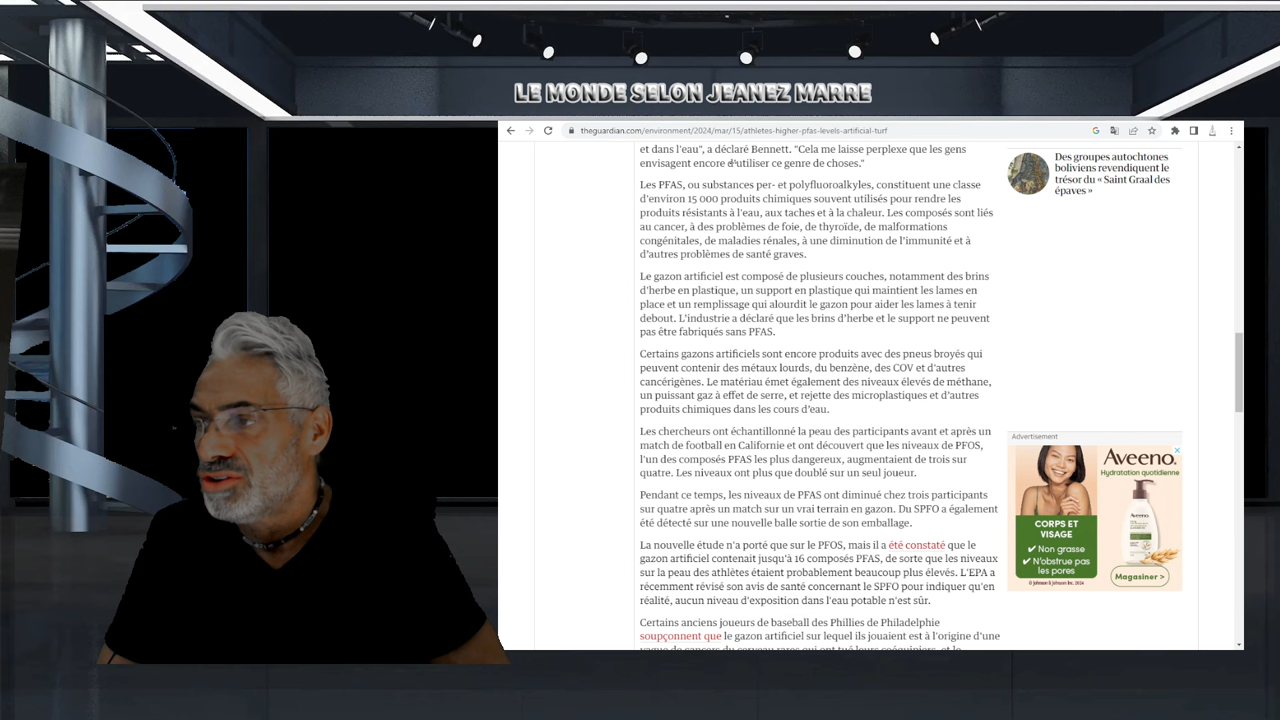 LE MONDE SELON JEANEZ MARRE
theguardian.com/environment/2024/mar/15/athletes-higher-pfas-levels-artificial-turf
et dans l'eau", a déclaré Bennett. "Cela me laisse perplexe que les gens
envisagent encore d'utiliser ce genre de choses."
Les PFAS, ou substances per- et polyfluoroalkyles, constituent une classe
d'environ 15 000 produits chimiques souvent utilisés pour rendre les
produits résistants à l'eau, aux taches et à la chaleur. Les composés sont liés
au cancer, à des problèmes de foie, de thyroïde, de malformations
congénitales, de maladies rénales, à une diminution de l'immunité et à
d'autres problèmes de santé graves.
Le gazon artificiel est composé de plusieurs couches, notamment des brins
d'herbe en plastique, un support en plastique qui maintient les lames en
place et un remplissage qui alourdit le gazon pour aider les lames à tenir
debout. L'industrie a déclaré que les brins d'herbe et le support ne peuvent
pas être fabriqués sans PFAS.
Certains gazons artificiels sont encore produits avec des pneus broyés qui
peuvent contenir des métaux lourds, du benzène, des COV et d'autres
cancérigènes. Le matériau émet également des niveaux élevés de méthane,
un puissant gaz à effet de serre, et rejette des microplastiques et d'autres
produits chimiques dans les cours d'eau.
Les chercheurs ont échantillonné la peau des participants avant et après un
match de football en Californie et ont découvert que les niveaux de PFOS,
l'un des composés PFAS les plus dangereux, augmentaient de trois sur
quatre. Les niveaux ont plus que doublé sur un seul joueur.
Pendant ce temps, les niveaux de PFAS ont diminué chez trois participants
sur quatre après un match sur un vrai terrain en gazon. Du SPFO a également
été détecté sur une nouvelle balle sortie de son emballage.
La nouvelle étude n'a porté que sur le PFOS, mais il a été constaté que le
gazon artificiel contenait jusqu'à 16 composés PFAS, de sorte que les niveaux
sur la peau des athlètes étaient probablement beaucoup plus élevés. L'EPA a
récemment révisé son avis de santé concernant le SPFO pour indiquer qu'en
réalité, aucun niveau d'exposition dans l'eau potable n'est sûr.
Certains anciens joueurs de baseball des Phillies de Philadelphie
soupçonnent que le gazon artificiel sur lequel ils jouaient est à l'origine d'une
vague de cancers du cerveau rares qui ont tué leurs coéquipiers, et le
Des groupes autochtones
boliviens revendiquent le
trésor du « Saint Graal des
épaves »
Advertisement
Aveeno.
Hydratation quotidienne
CORPS ET
VISAGE
✔ Non grasse
✔ N'obstrue pas
les pores
© Johnson & Johnson Inc. 2024
Aveeno
Magasiner >